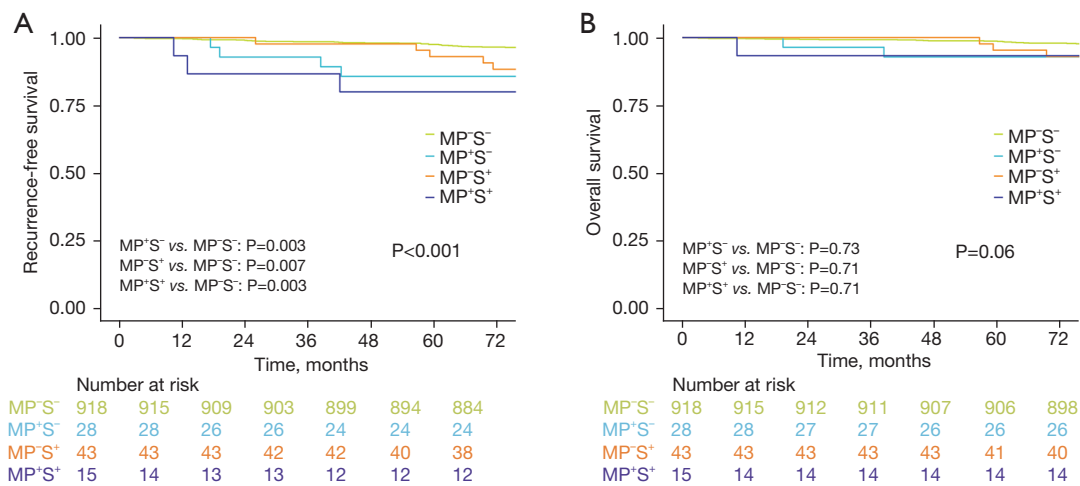 A
Recurrence-free survival
1.00
0.75
0.50
0.25
0.00
MP⁻S⁻
MP⁺S⁻
MP⁻S⁺
MP⁺S⁺
MP⁺S⁻ vs. MP⁻S⁻: P=0.003
MP⁻S⁺ vs. MP⁻S⁻: P=0.007
MP⁺S⁺ vs. MP⁻S⁻: P=0.003
P<0.001
0 12 24 36 48 60 72
Time, months
Number at risk
MP⁻S⁻ 918 915 909 903 899 894 884
MP⁺S⁻ 28 28 26 26 24 24 24
MP⁻S⁺ 43 43 43 42 42 40 38
MP⁺S⁺ 15 14 13 13 12 12 12
B
Overall survival
1.00
0.75
0.50
0.25
0.00
MP⁻S⁻
MP⁺S⁻
MP⁻S⁺
MP⁺S⁺
MP⁺S⁻ vs. MP⁻S⁻: P=0.73
MP⁻S⁺ vs. MP⁻S⁻: P=0.71
MP⁺S⁺ vs. MP⁻S⁻: P=0.71
P=0.06
0 12 24 36 48 60 72
Time, months
Number at risk
MP⁻S⁻ 918 915 912 911 907 906 898
MP⁺S⁻ 28 28 27 27 26 26 26
MP⁻S⁺ 43 43 43 43 43 41 40
MP⁺S⁺ 15 14 14 14 14 14 14